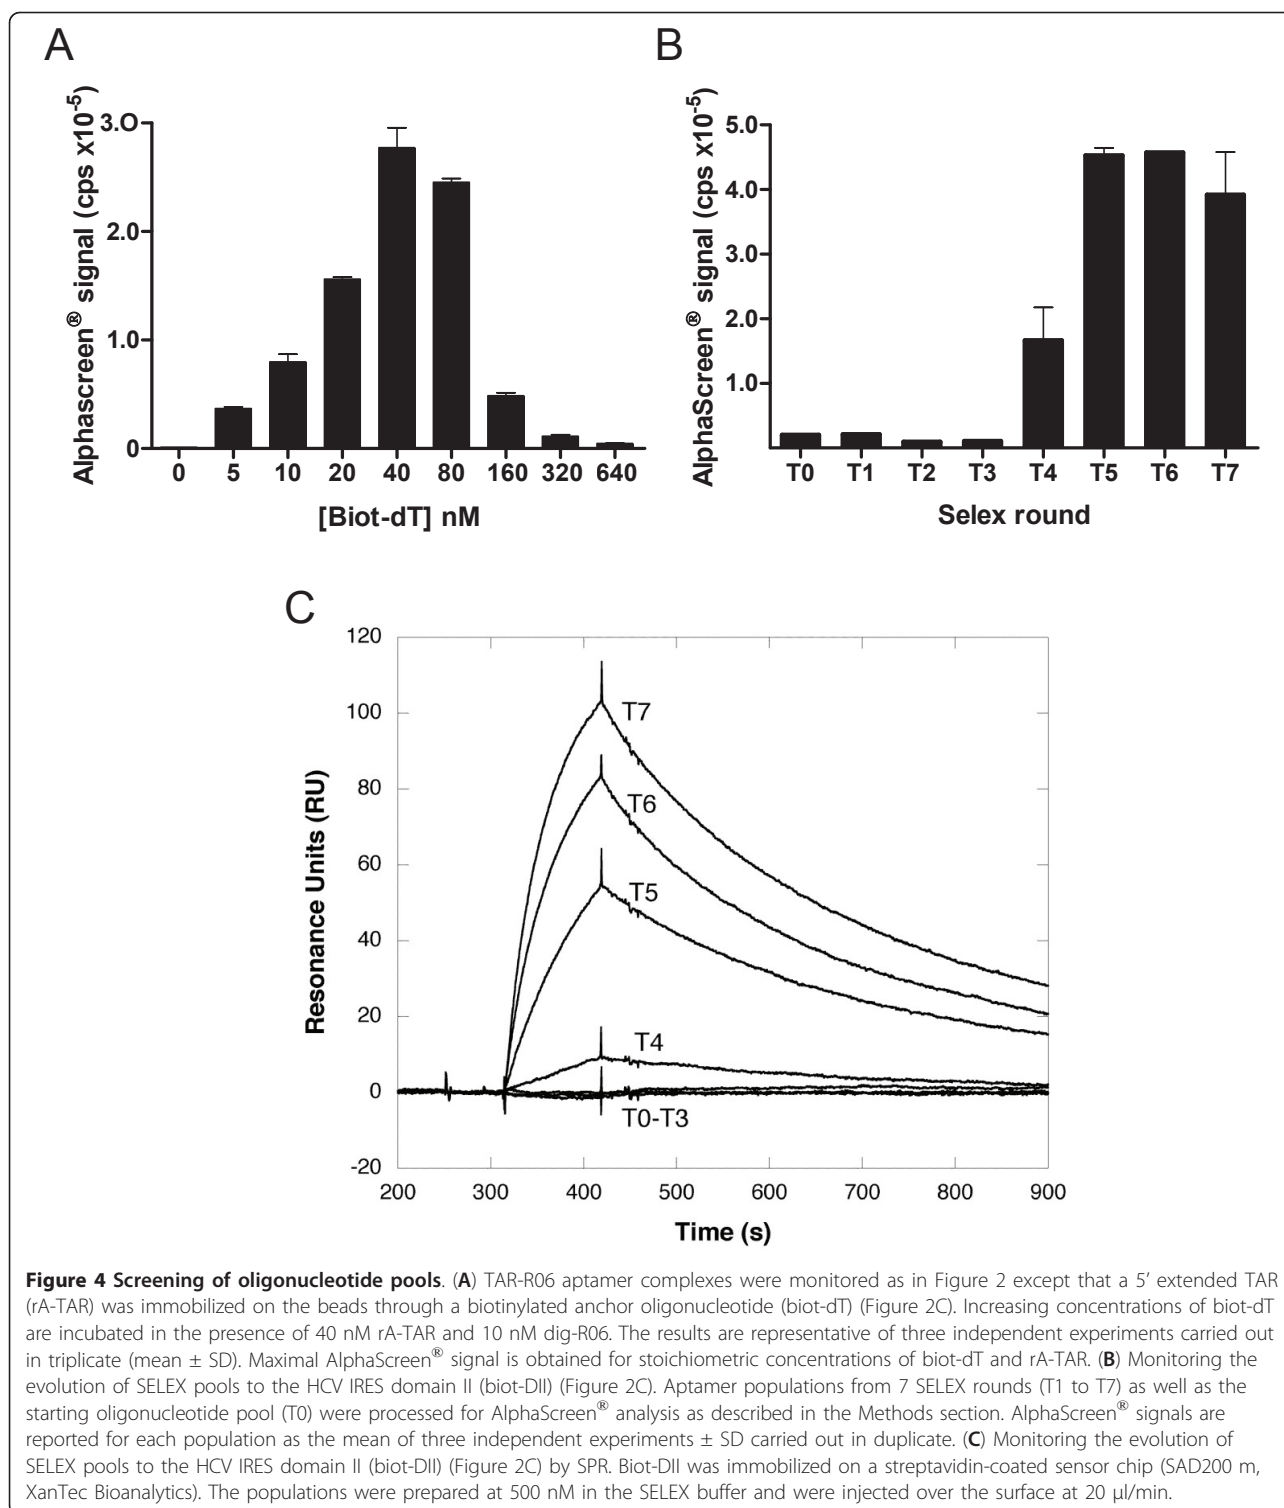 A
Alphascreen® signal (cps x10-5)
3.0
2.0
1.0
0
0 5 10 20 40 80 160 320 640
[Biot-dT] nM
B
AlphaScreen® signal (cps x10-5)
5.0
4.0
3.0
2.0
1.0
T0 T1 T2 T3 T4 T5 T6 T7
Selex round
C
Resonance Units (RU)
120
100
80
60
40
20
0
-20
T7
T6
T5
T4
T0-T3
200 300 400 500 600 700 800 900
Time (s)
Figure 4 Screening of oligonucleotide pools. (A) TAR-R06 aptamer complexes were monitored as in Figure 2 except that a 5′ extended TAR
(rA-TAR) was immobilized on the beads through a biotinylated anchor oligonucleotide (biot-dT) (Figure 2C). Increasing concentrations of biot-dT
are incubated in the presence of 40 nM rA-TAR and 10 nM dig-R06. The results are representative of three independent experiments carried out
in triplicate (mean ± SD). Maximal AlphaScreen® signal is obtained for stoichiometric concentrations of biot-dT and rA-TAR. (B) Monitoring the
evolution of SELEX pools to the HCV IRES domain II (biot-DII) (Figure 2C). Aptamer populations from 7 SELEX rounds (T1 to T7) as well as the
starting oligonucleotide pool (T0) were processed for AlphaScreen® analysis as described in the Methods section. AlphaScreen® signals are
reported for each population as the mean of three independent experiments ± SD carried out in duplicate. (C) Monitoring the evolution of
SELEX pools to the HCV IRES domain II (biot-DII) (Figure 2C) by SPR. Biot-DII was immobilized on a streptavidin-coated sensor chip (SAD200 m,
XanTec Bioanalytics). The populations were prepared at 500 nM in the SELEX buffer and were injected over the surface at 20 μl/min.